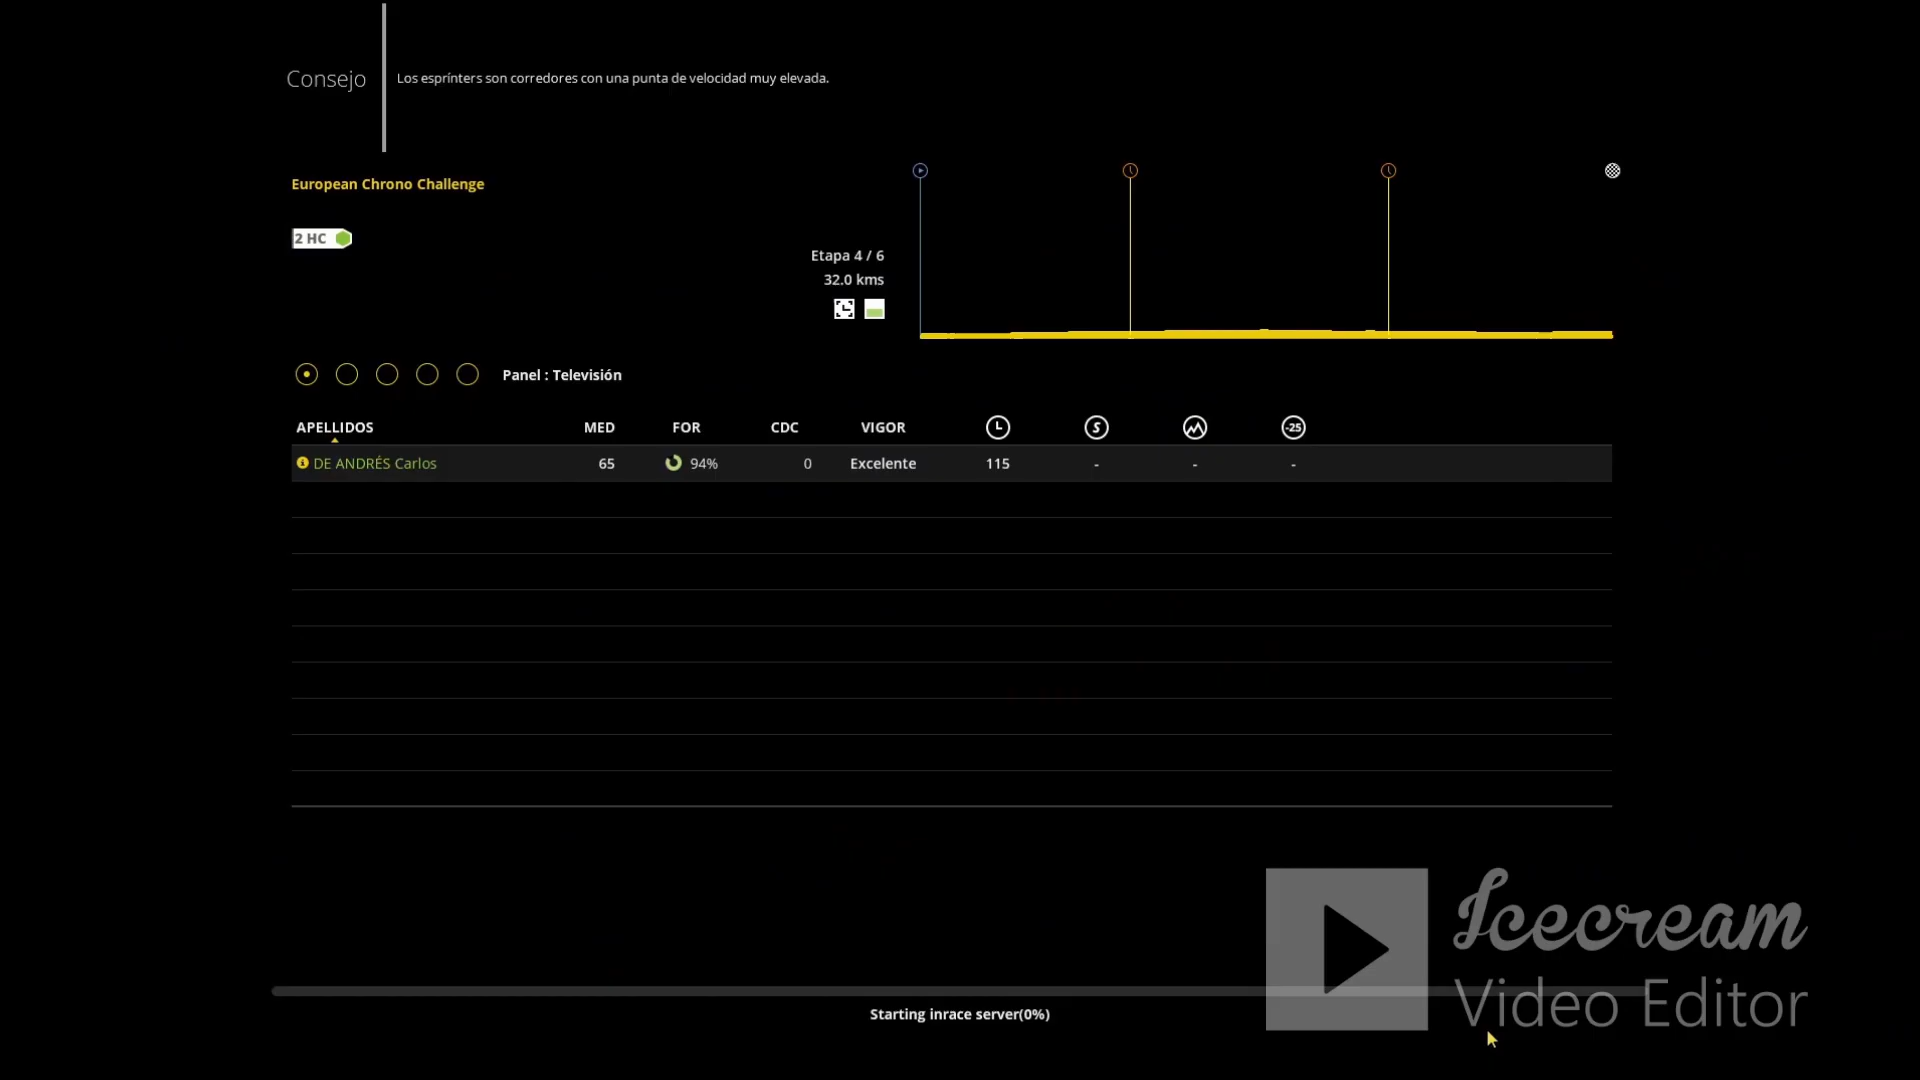 Consejo
Los esprínters son corredores con una punta de velocidad muy elevada.
European Chrono Challenge
2 HC
Etapa 4 / 6
32.0 kms
Panel : Televisión
APELLIDOS MED FOR CDC VIGOR S -25
DE ANDRÉS Carlos 65 94% 0 Excelente 115 - - -
Icecream
Video Editor
Starting inrace server(0%)